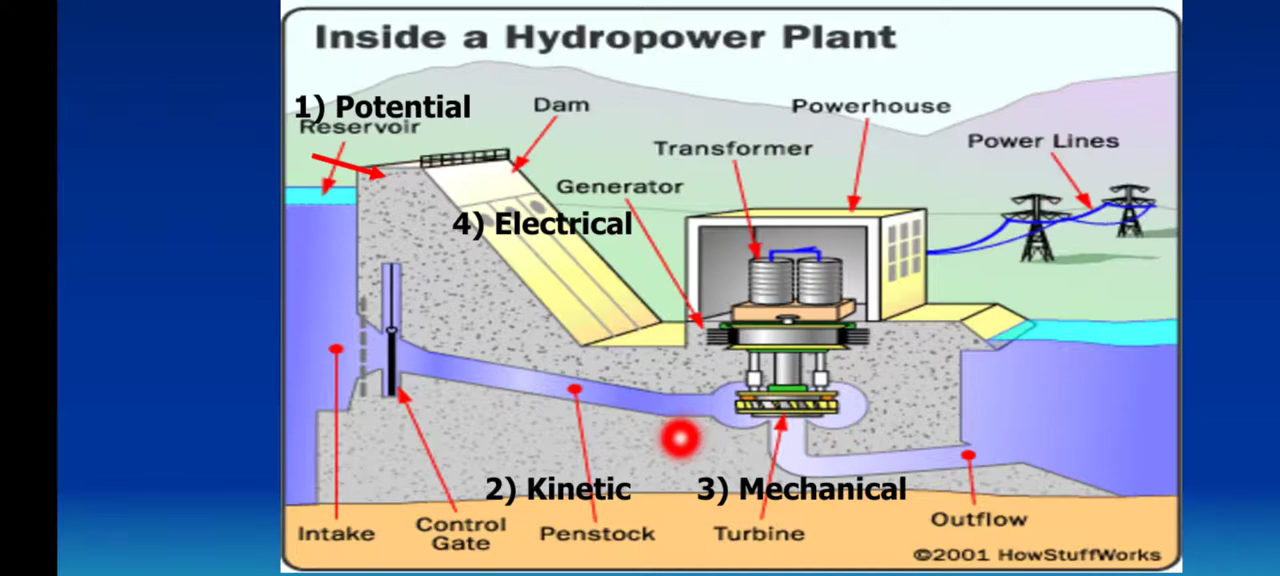 Inside a Hydropower Plant
1) Potential
Reservoir
Dam
Powerhouse
Transformer
Power Lines
Generator
4) Electrical
2) Kinetic
3) Mechanical
Intake
Control
Gate
Penstock
Turbine
Outflow
©2001 HowStuffWorks